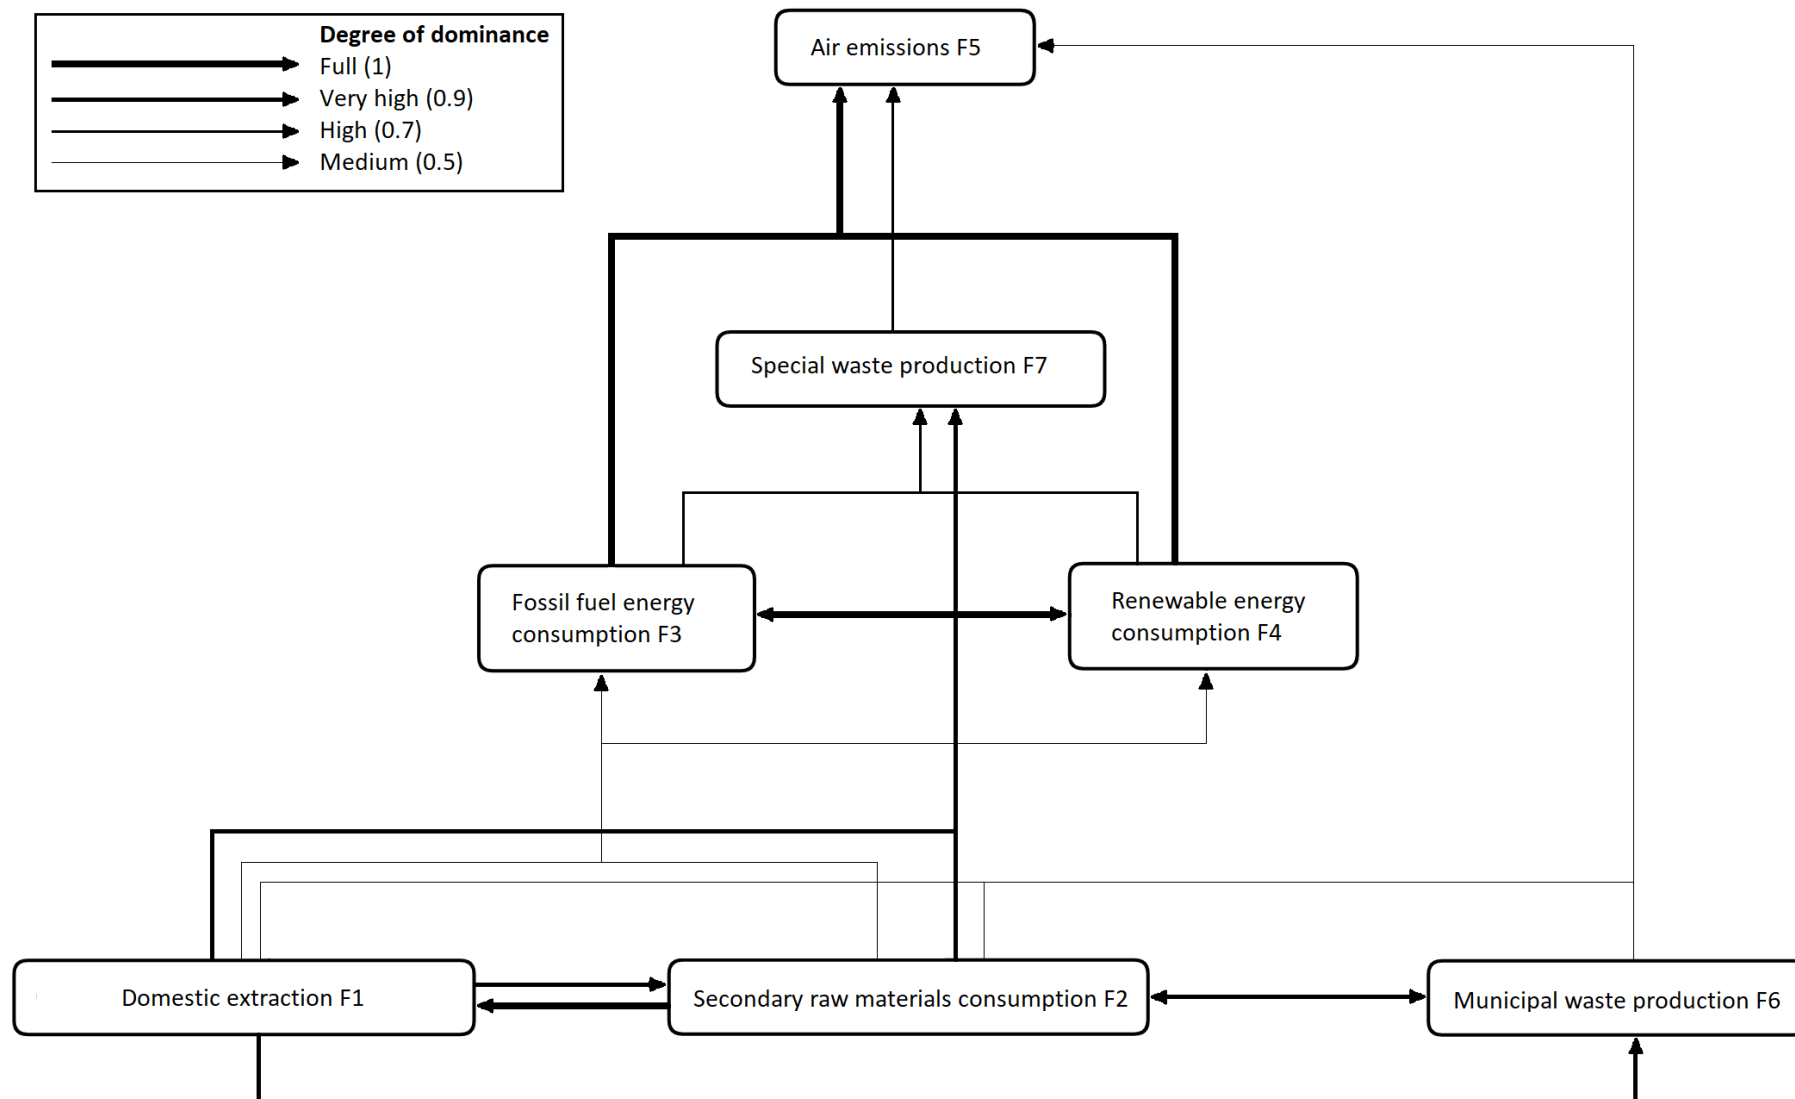 Degree of dominance
Full (1)
Very high (0.9)
High (0.7)
Medium (0.5)
Air emissions F5
Special waste production F7
Fossil fuel energy
consumption F3
Renewable energy
consumption F4
Domestic extraction F1
Secondary raw materials consumption F2
Municipal waste production F6